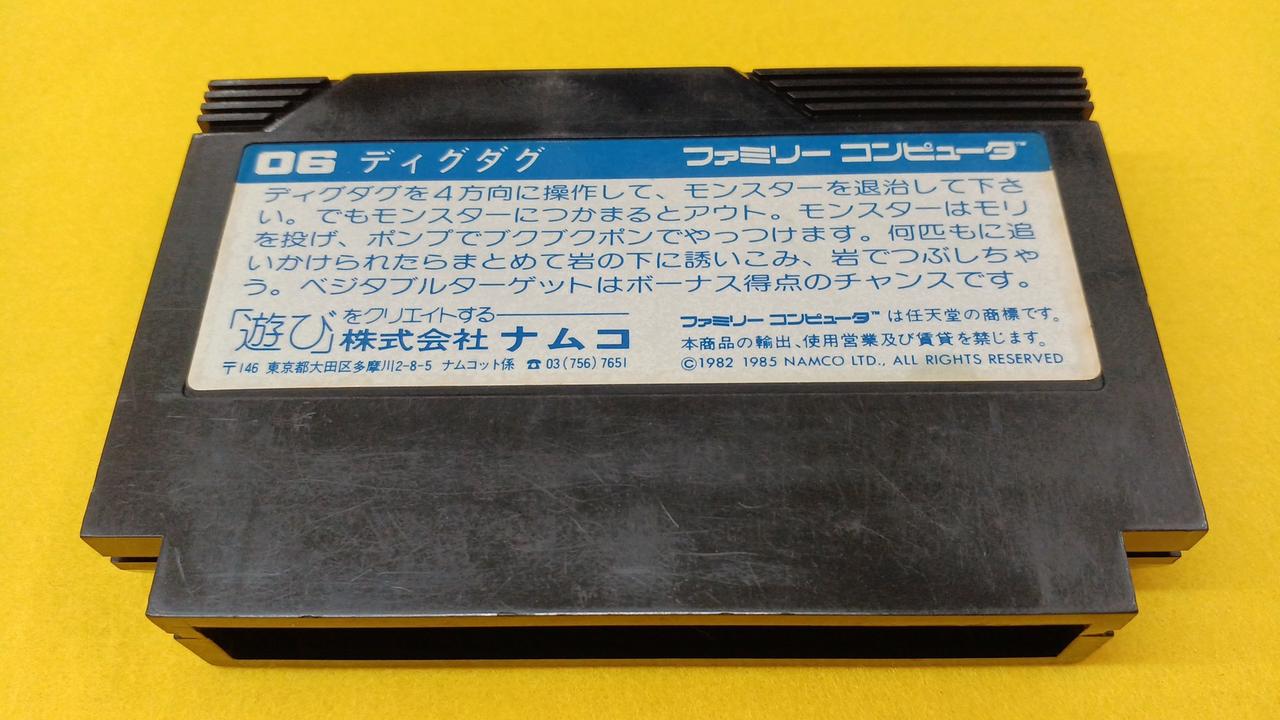 06 ディグダグ ファミリー コンピュータ™
ディグダグを4方向に操作して、モンスターを退治して下さ
い。でもモンスターにつかまるとアウト。モンスターはモリ
を投げ、ポンプでブクブクポンでやっつけます。何匹もに追
いかけられたらまとめて岩の下に誘いこみ、岩でつぶしちゃ
う。ベジタブルターゲットはボーナス得点のチャンスです。
「遊び」をクリエイトする
株式会社 ナムコ
〒146 東京都大田区多摩川2-8-5 ナムコット係 ☎03(756)7651
ファミリー コンピュータ™ は任天堂の商標です。
本商品の輸出、使用営業及び賃貸を禁じます。
©1982 1985 NAMCO LTD., ALL RIGHTS RESERVED